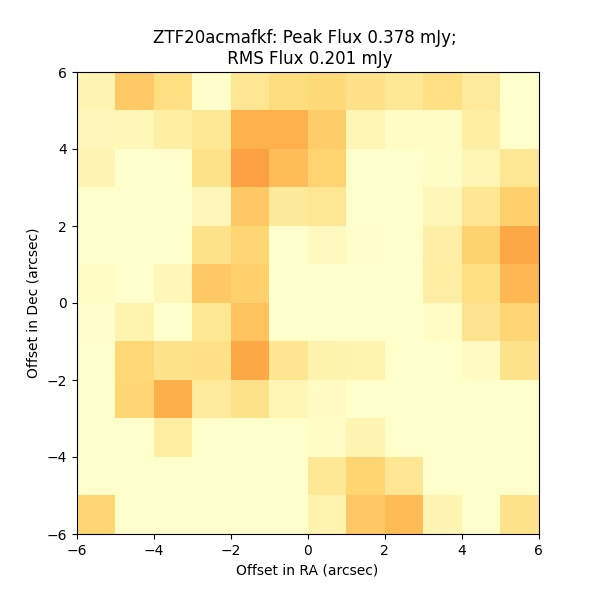 ZTF20acmafkf: Peak Flux 0.378 mJy;
RMS Flux 0.201 mJy
6
4
2
0
−2
−4
−6
Offset in Dec (arcsec)
−6 −4 −2 0 2 4 6
Offset in RA (arcsec)